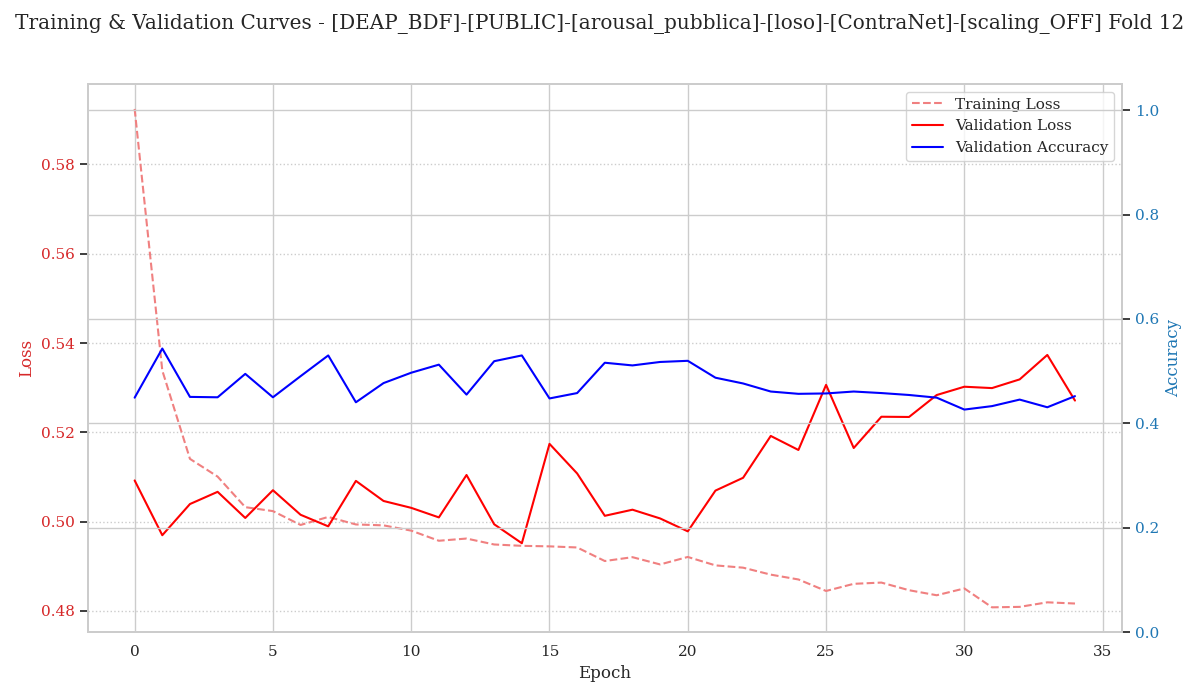 Training & Validation Curves - [DEAP_BDF]-[PUBLIC]-[arousal_pubblica]-[loso]-[ContraNet]-[scaling_OFF] Fold 12
Training Loss
Validation Loss
Validation Accuracy
Loss
0.58
0.56
0.54
0.52
0.50
0.48
1.0
0.8
0.6
0.4
0.2
0.0
Accuracy
0 5 10 15 20 25 30 35
Epoch